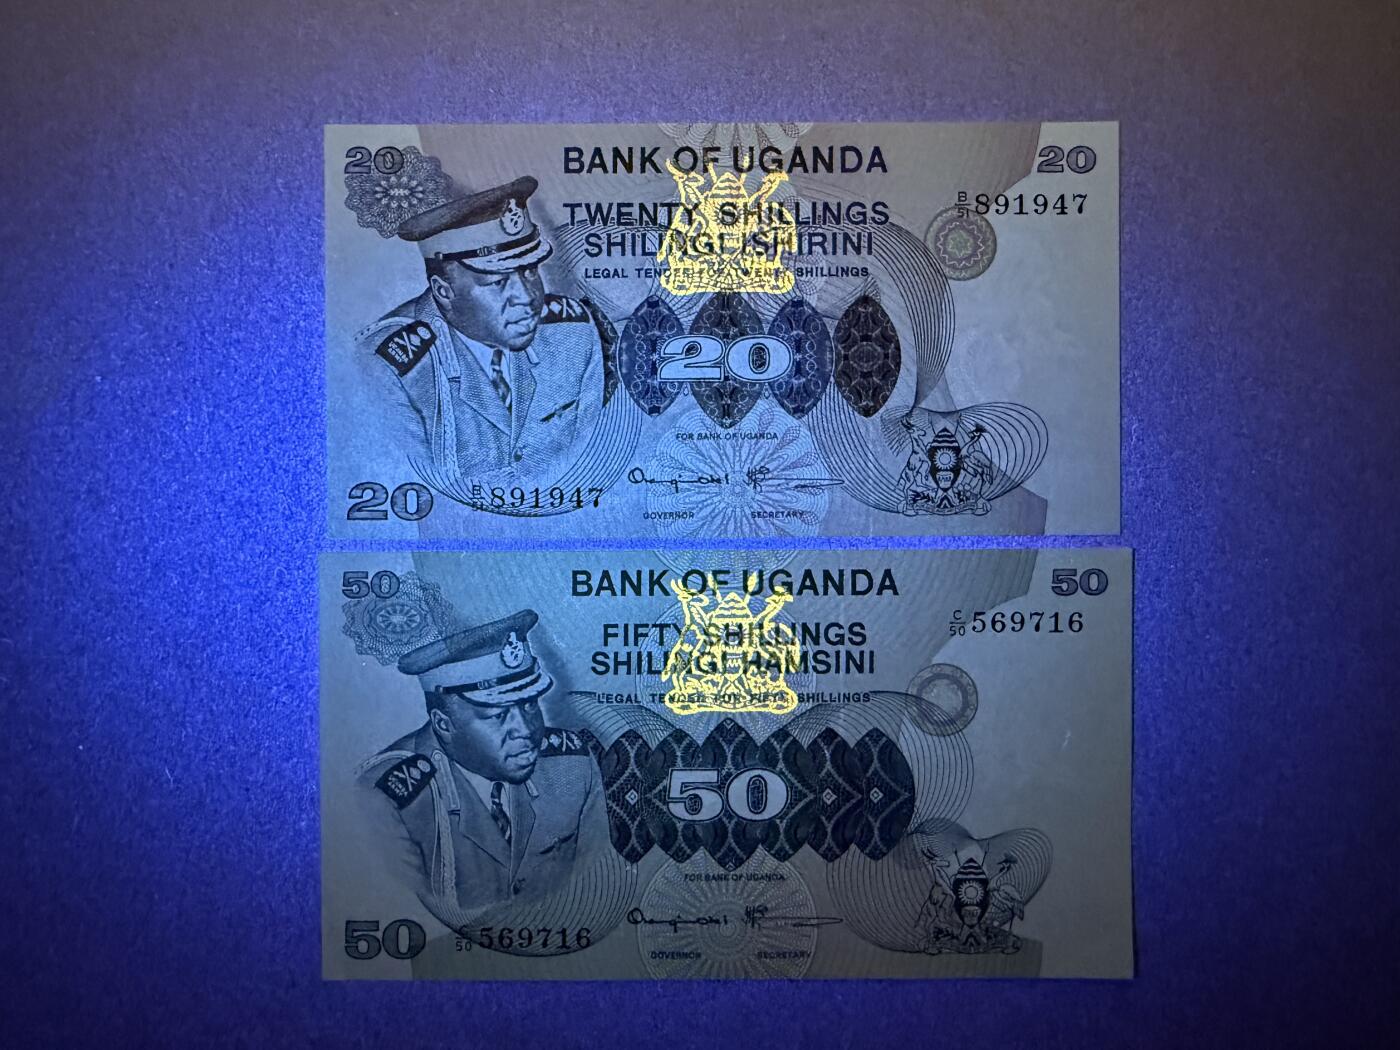 20
BANK OF UGANDA
20
TWENTY SHILLINGS
B/51 891947
SHILINGI ISHIRINI
LEGAL TENDER FOR TWENTY SHILLINGS
20
FOR BANK OF UGANDA
20
B/51 891947
GOVERNOR
SECRETARY
50
BANK OF UGANDA
50
FIFTY SHILLINGS
C/50 569716
SHILINGI HAMSINI
LEGAL TENDER FOR FIFTY SHILLINGS
50
FOR BANK OF UGANDA
50
C/50 569716
GOVERNOR
SECRETARY